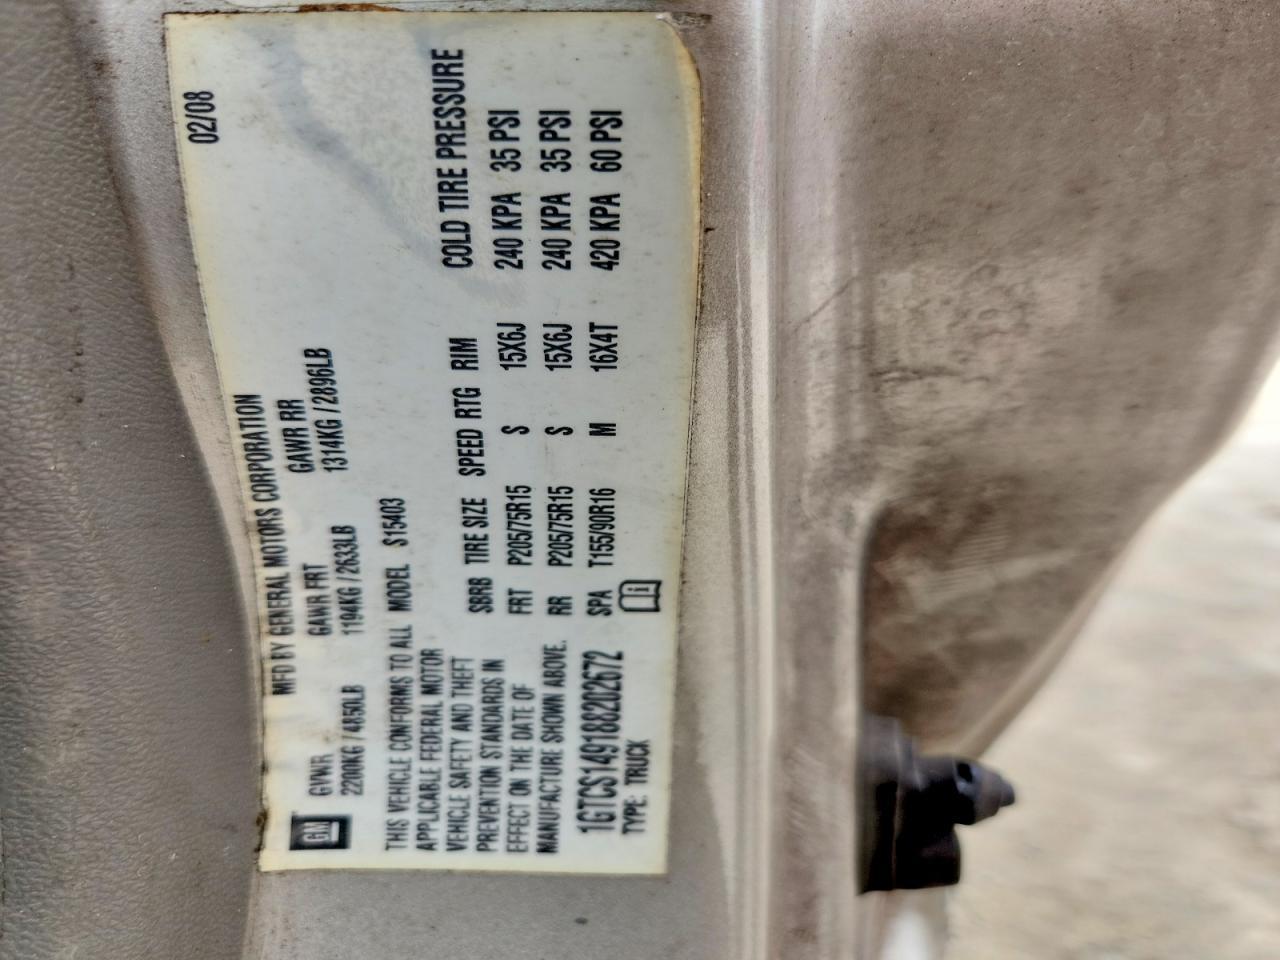 MFD BY GENERAL MOTORS CORPORATION 02/08
GM
GVWR GAWR FRT GAWR RR
2200KG / 4850LB 1194KG / 2633LB 1314KG / 2896LB
THIS VEHICLE CONFORMS TO ALL
APPLICABLE FEDERAL MOTOR
VEHICLE SAFETY AND THEFT
PREVENTION STANDARDS IN
EFFECT ON THE DATE OF
MANUFACTURE SHOWN ABOVE.
1GTCS149188202672
TYPE: TRUCK
MODEL S15403
SBRB TIRE SIZE SPEED RTG RIM COLD TIRE PRESSURE
FRT P205/75R15 S 15X6J 240 KPA 35 PSI
RR P205/75R15 S 15X6J 240 KPA 35 PSI
SPA T155/90R16 M 16X4T 420 KPA 60 PSI
i